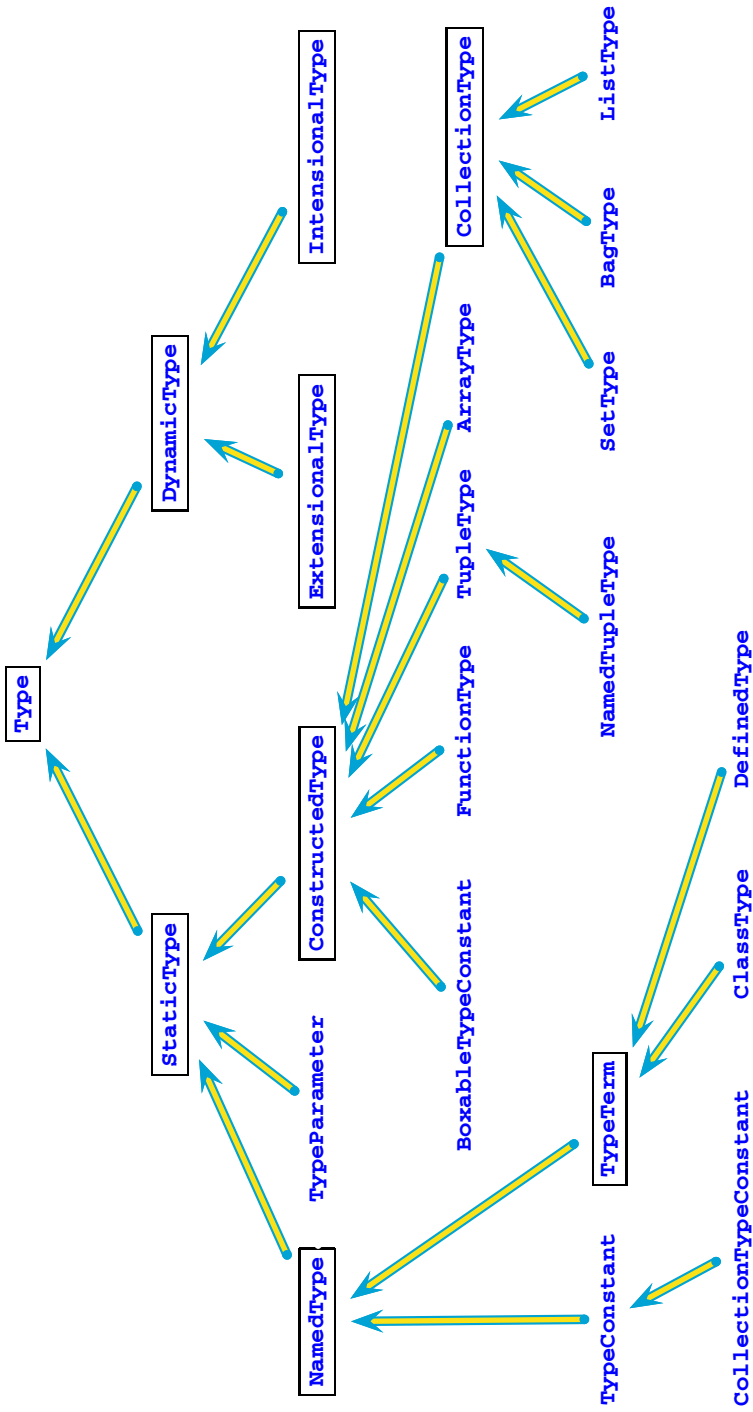 Type
StaticType
DynamicType
NamedType
TypeParameter
ConstructedType
ExtensionalType
IntensionalType
BoxableTypeConstant
FunctionType
TupleType
ArrayType
CollectionType
TypeConstant
TypeTerm
NamedTupleType
SetType
BagType
ListType
CollectionTypeConstant
ClassType
DefinedType